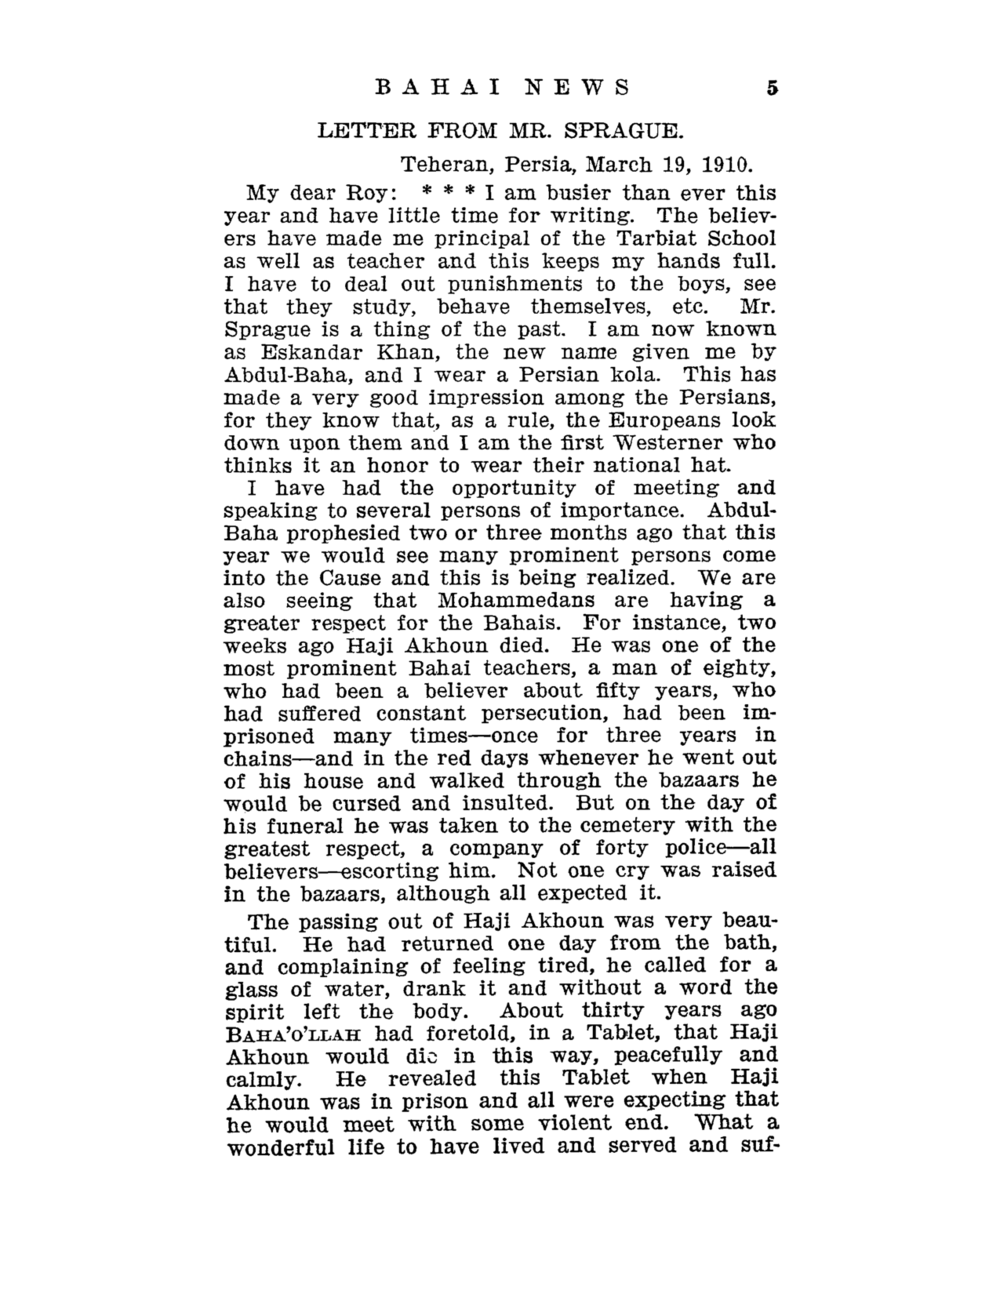 BAHAI NEWS 5
LETTER FROM MR. SPRAGUE.
Teheran, Persia, March 19, 1910.
My dear Roy: * * * I am busier than ever this
year and have little time for writing. The believ-
ers have made me principal of the Tarbiat School
as well as teacher and this keeps my hands full.
I have to deal out punishments to the boys, see
that they study, behave themselves, etc. Mr.
Sprague is a thing of the past. I am now known
as Eskandar Khan, the new name given me by
Abdul-Baha, and I wear a Persian kola. This has
made a very good impression among the Persians,
for they know that, as a rule, the Europeans look
down upon them and I am the first Westerner who
thinks it an honor to wear their national hat.
I have had the opportunity of meeting and
speaking to several persons of importance. Abdul-
Baha prophesied two or three months ago that this
year we would see many prominent persons come
into the Cause and this is being realized. We are
also seeing that Mohammedans are having a
greater respect for the Bahais. For instance, two
weeks ago Haji Akhoun died. He was one of the
most prominent Bahai teachers, a man of eighty,
who had been a believer about fifty years, who
had suffered constant persecution, had been im-
prisoned many times—once for three years in
chains—and in the red days whenever he went out
of his house and walked through the bazaars he
would be cursed and insulted. But on the day of
his funeral he was taken to the cemetery with the
greatest respect, a company of forty police—all
believers—escorting him. Not one cry was raised
in the bazaars, although all expected it.
The passing out of Haji Akhoun was very beau-
tiful. He had returned one day from the bath,
and complaining of feeling tired, he called for a
glass of water, drank it and without a word the
spirit left the body. About thirty years ago
BAHA'O'LLAH had foretold, in a Tablet, that Haji
Akhoun would die in this way, peacefully and
calmly. He revealed this Tablet when Haji
Akhoun was in prison and all were expecting that
he would meet with some violent end. What a
wonderful life to have lived and served and suf-